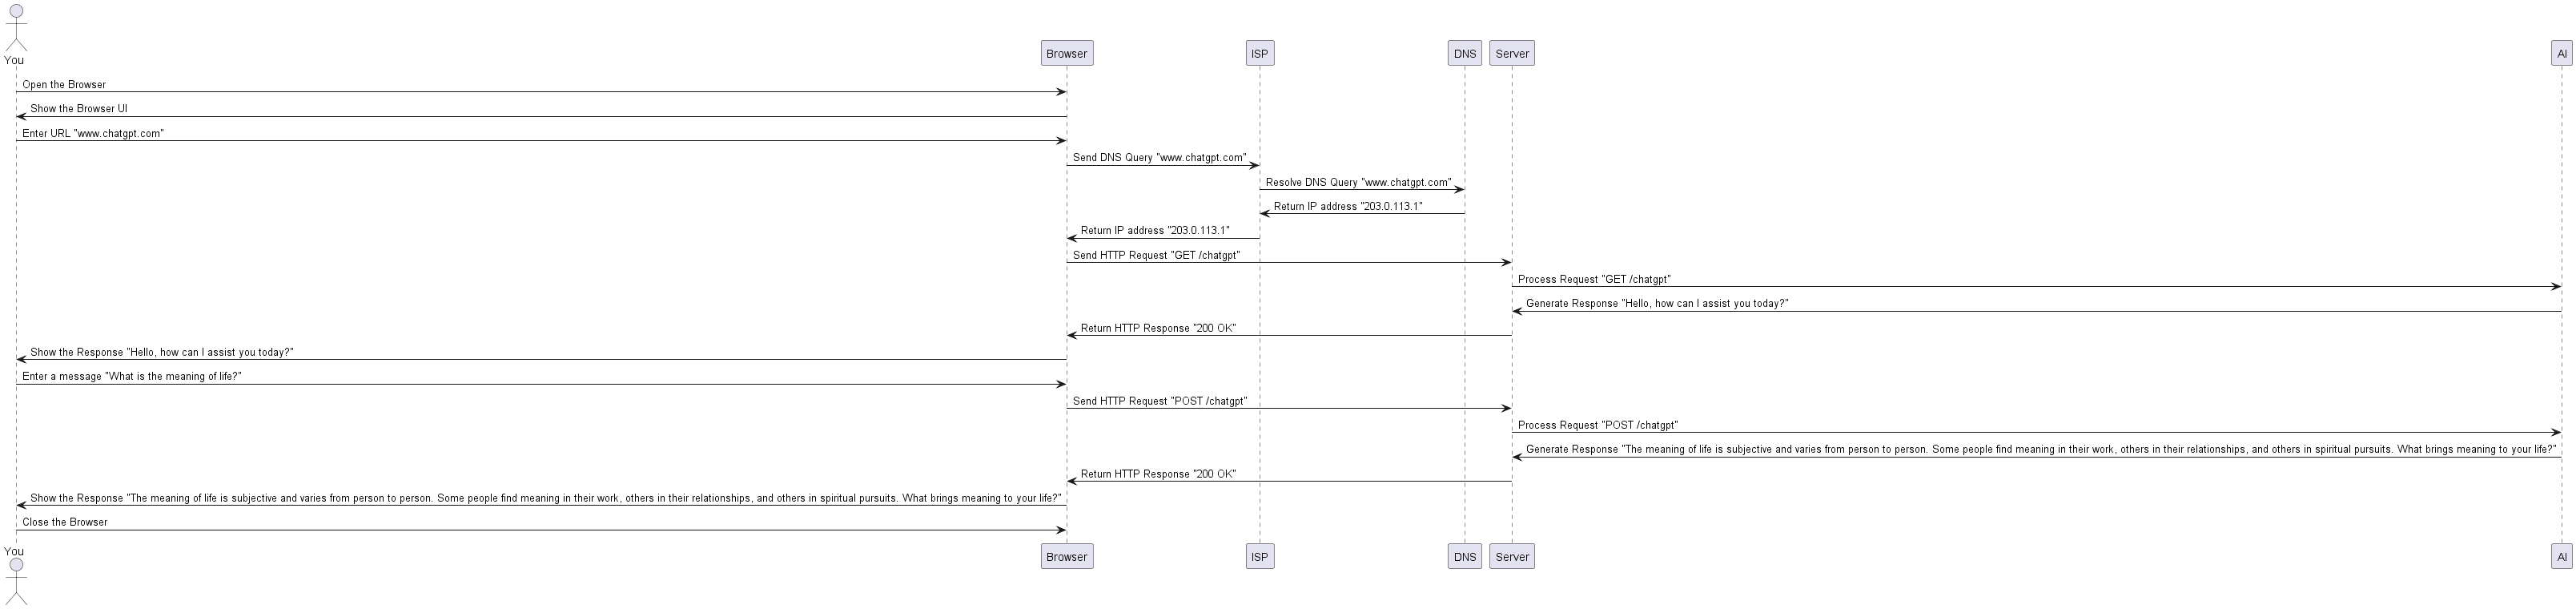 You
Browser
ISP
DNS
Server
AI
Open the Browser
Show the Browser UI
Enter URL "www.chatgpt.com"
Send DNS Query "www.chatgpt.com"
Resolve DNS Query "www.chatgpt.com"
Return IP address "203.0.113.1"
Return IP address "203.0.113.1"
Send HTTP Request "GET /chatgpt"
Process Request "GET /chatgpt"
Generate Response "Hello, how can I assist you today?"
Return HTTP Response "200 OK"
Show the Response "Hello, how can I assist you today?"
Enter a message "What is the meaning of life?"
Send HTTP Request "POST /chatgpt"
Process Request "POST /chatgpt"
Generate Response "The meaning of life is subjective and varies from person to person. Some people find meaning in their work, others in their relationships, and others in spiritual pursuits. What brings meaning to your life?"
Return HTTP Response "200 OK"
Show the Response "The meaning of life is subjective and varies from person to person. Some people find meaning in their work, others in their relationships, and others in spiritual pursuits. What brings meaning to your life?"
Close the Browser
You
Browser
ISP
DNS
Server
AI